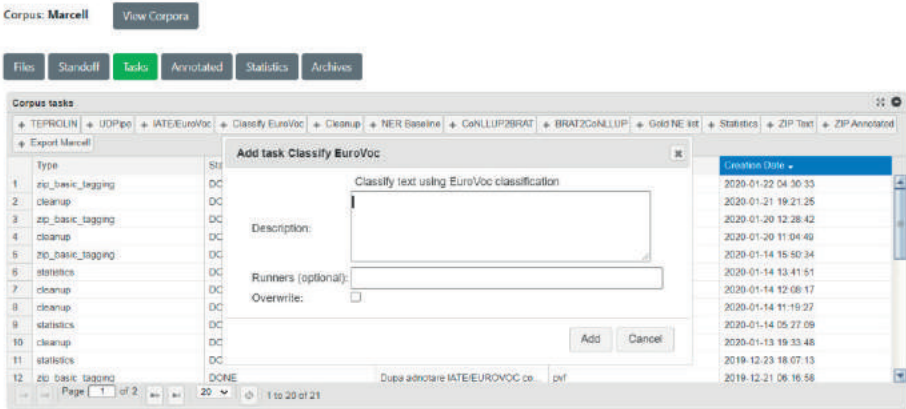 Corpus: Marcell View Corpora
Files Standoff Tasks Annotated Statistics Archives
Corpus tasks
+ TEPROLIN + UDPipe + IATE/EuroVoc + Classify EuroVoc + Cleanup + NER Baseline + CoNLLUP2BRAT + BRAT2CoNLLUP + Gold NE list + Statistics + ZIP Text + ZIP Annotated
+ Export Marcell
Add task Classify EuroVoc
Type Sta Creation Date
Classify text using EuroVoc classification
1 zip_basic_tagging DC 2020-01-22 04:30:33
2 cleanup DC 2020-01-21 19:21:25
3 zip_basic_tagging DC 2020-01-20 12:28:42
Description:
4 cleanup DC 2020-01-20 11:04:49
5 zip_basic_tagging DC 2020-01-14 15:50:34
6 statistics DC 2020-01-14 13:41:51
Runners (optional):
7 cleanup DC 2020-01-14 12:08:17
Overwrite:
8 cleanup DC 2020-01-14 11:19:27
9 statistics DC 2020-01-14 05:27:09
10 cleanup DC 2020-01-13 19:33:48
Add Cancel
11 statistics DC 2019-12-23 18:07:13
12 zip_basic_tagging DONE Dupa adnotare IATE/EUROVOC co... pvf 2019-12-21 06:16:58
Page 1 of 2 20 1 to 20 of 21